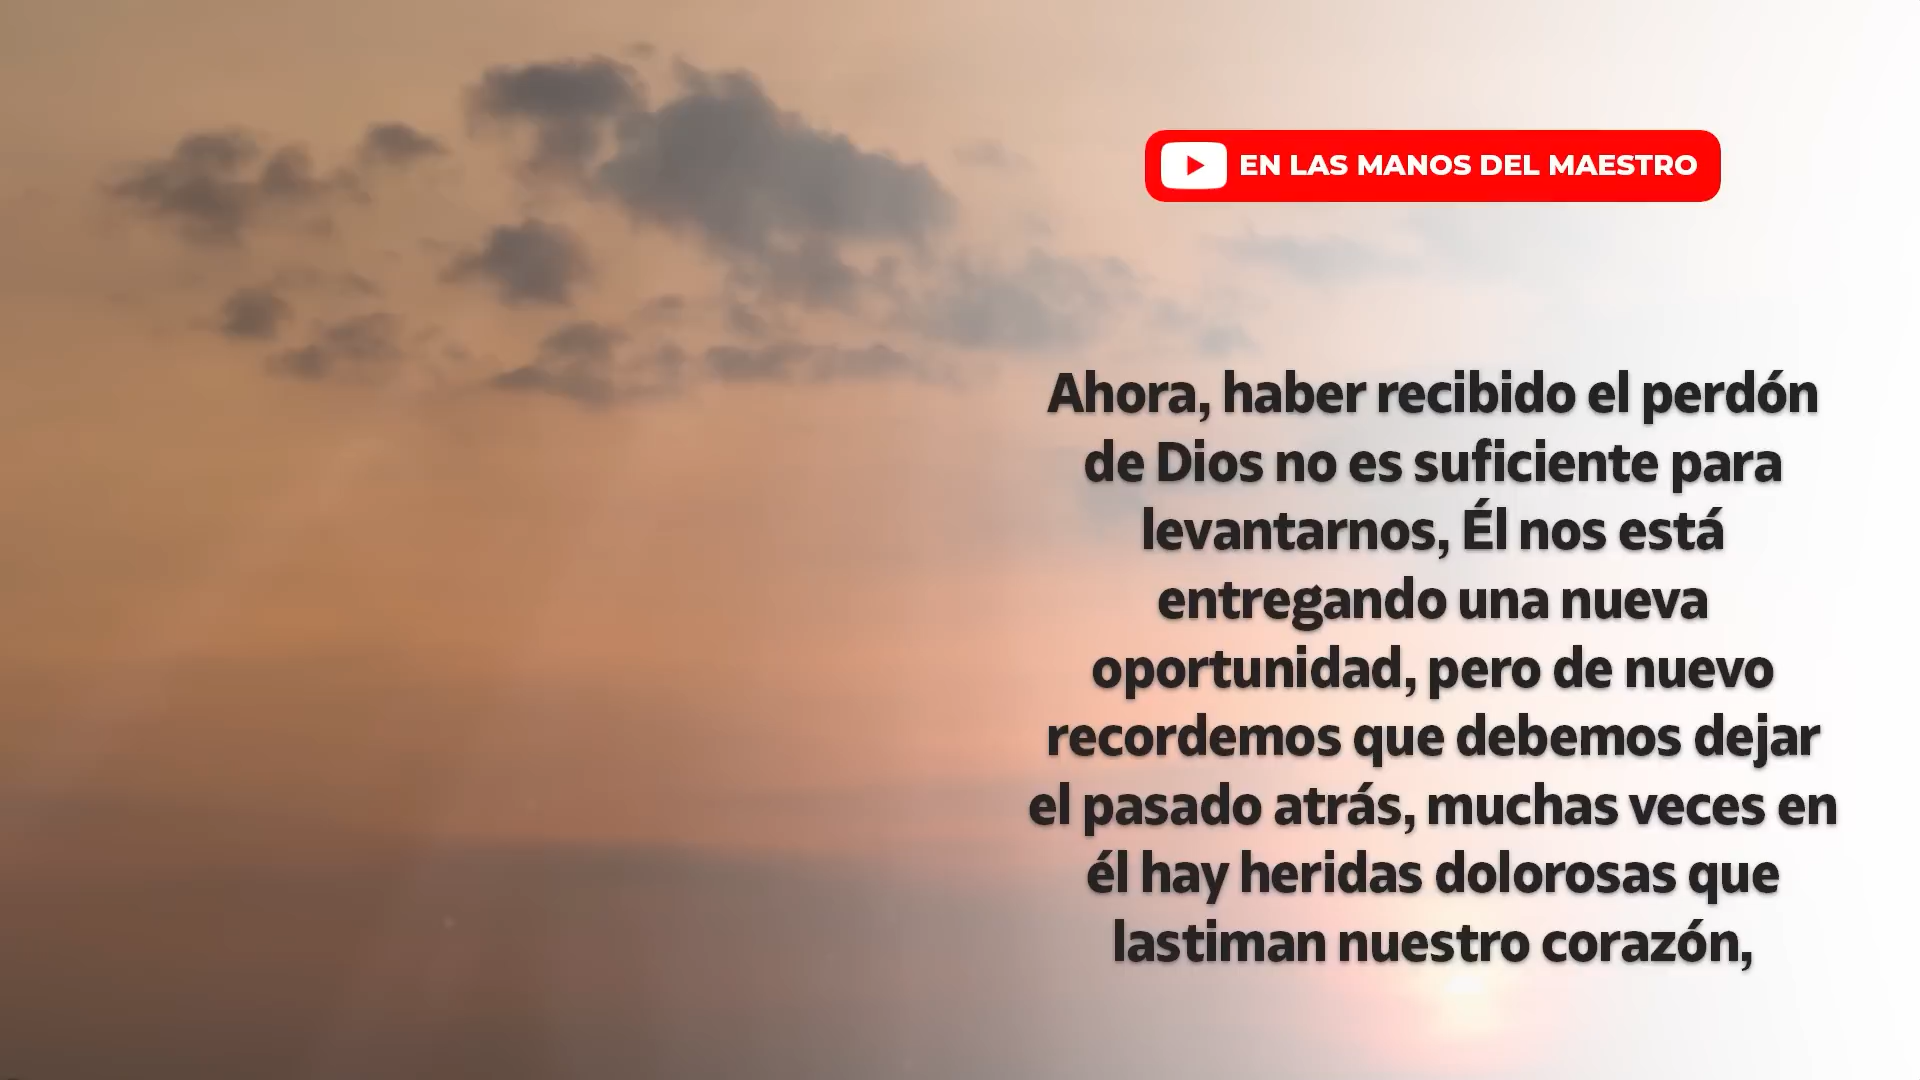 EN LAS MANOS DEL MAESTRO
Ahora, haber recibido el perdón
de Dios no es suficiente para
levantarnos, Él nos está
entregando una nueva
oportunidad, pero de nuevo
recordemos que debemos dejar
el pasado atrás, muchas veces en
él hay heridas dolorosas que
lastiman nuestro corazón,